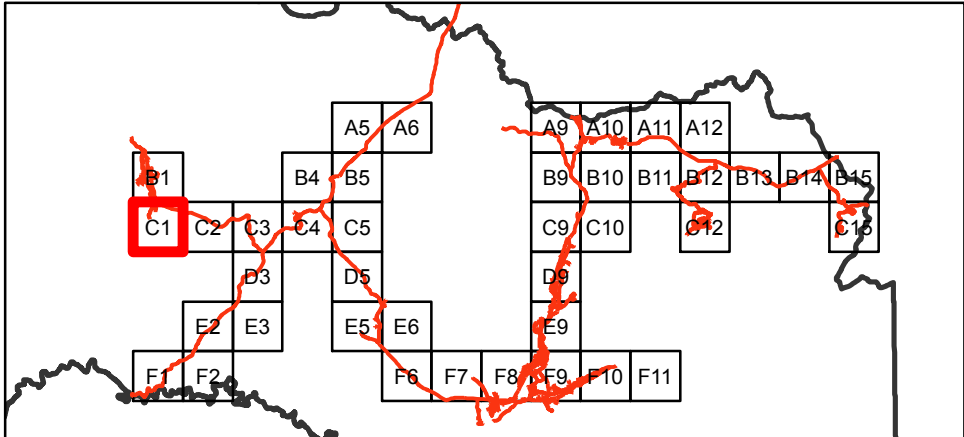 A5 A6 A9 A10 A11 A12
B1 B4 B5 B9 B10 B11 B12 B13 B14 B15
C1 C2 C3 C4 C5 C9 C10 C12 C15
D3 D5 D9
E2 E3 E5 E6 E9
F1 F2 F6 F7 F8 F9 F10 F11